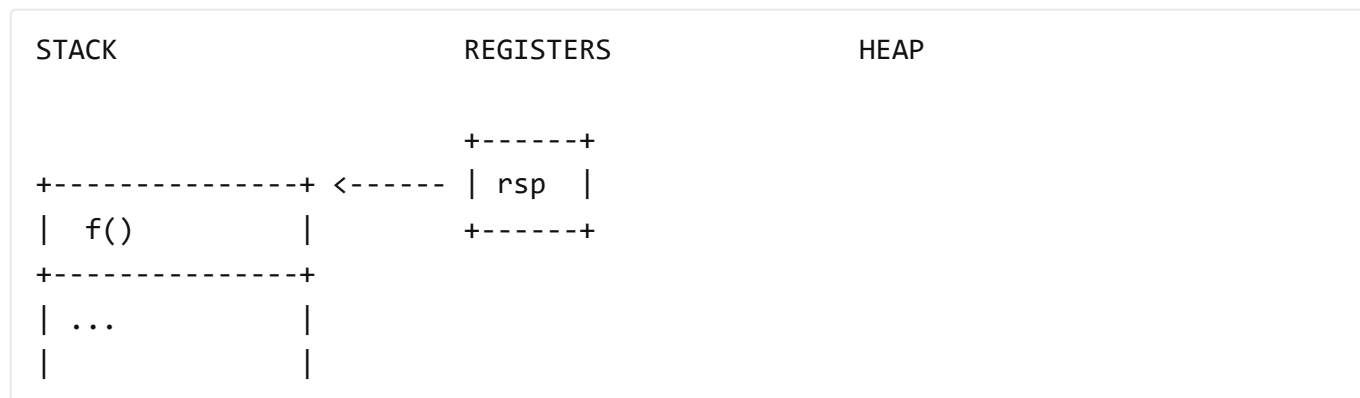 STACK                     REGISTERS               HEAP
                          +------+
+---------------+ <------ | rsp  |
|  f()          |         +------+
+---------------+
| ...           |
|               |